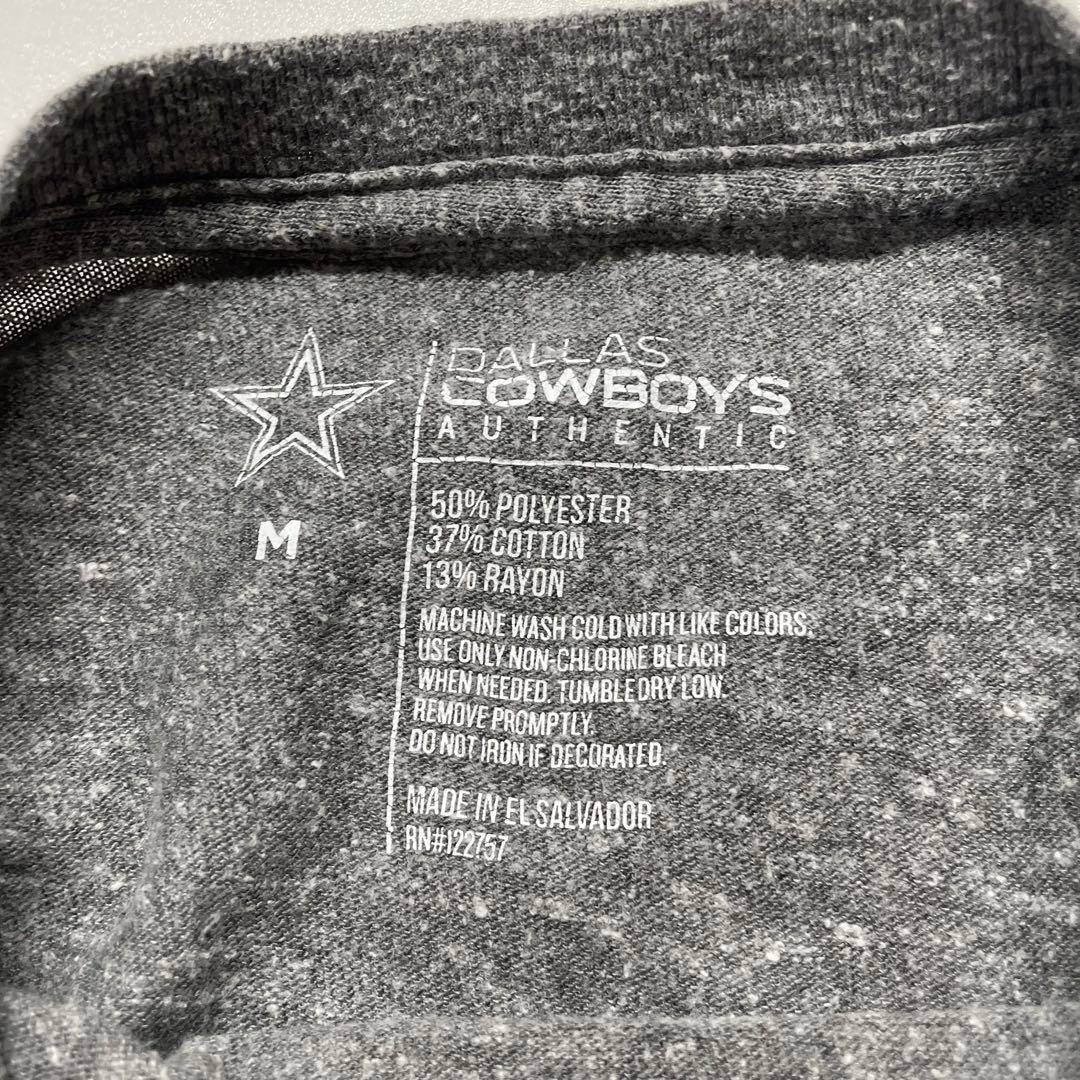 DALLAS
COWBOYS
AUTHENTIC
M
50% POLYESTER
37% COTTON
13% RAYON
MACHINE WASH COLD WITH LIKE COLORS.
USE ONLY NON-CHLORINE BLEACH
WHEN NEEDED. TUMBLE DRY LOW.
REMOVE PROMPTLY.
DO NOT IRON IF DECORATED.
MADE IN EL SALVADOR
RN#122757